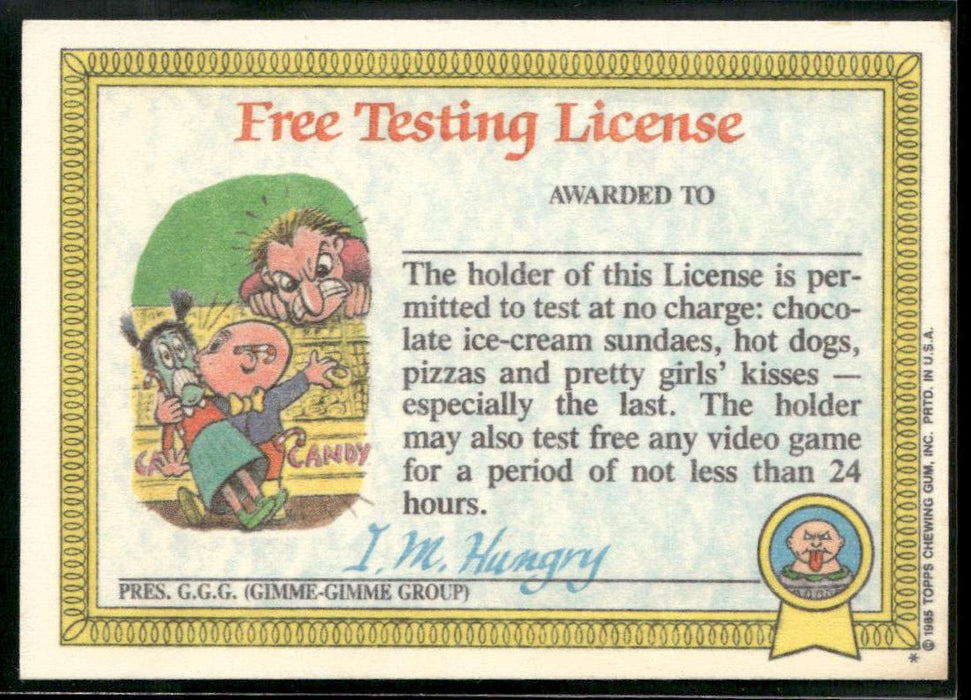 Free Testing License
AWARDED TO
The holder of this License is per-
mitted to test at no charge: choco-
late ice-cream sundaes, hot dogs,
pizzas and pretty girls' kisses —
especially the last. The holder
may also test free any video game
for a period of not less than 24
hours.
CANDY
CA
I. M. Hungry
PRES. G.G.G. (GIMME-GIMME GROUP)
* © 1985 TOPPS CHEWING GUM, INC. PRTD. IN U.S.A.